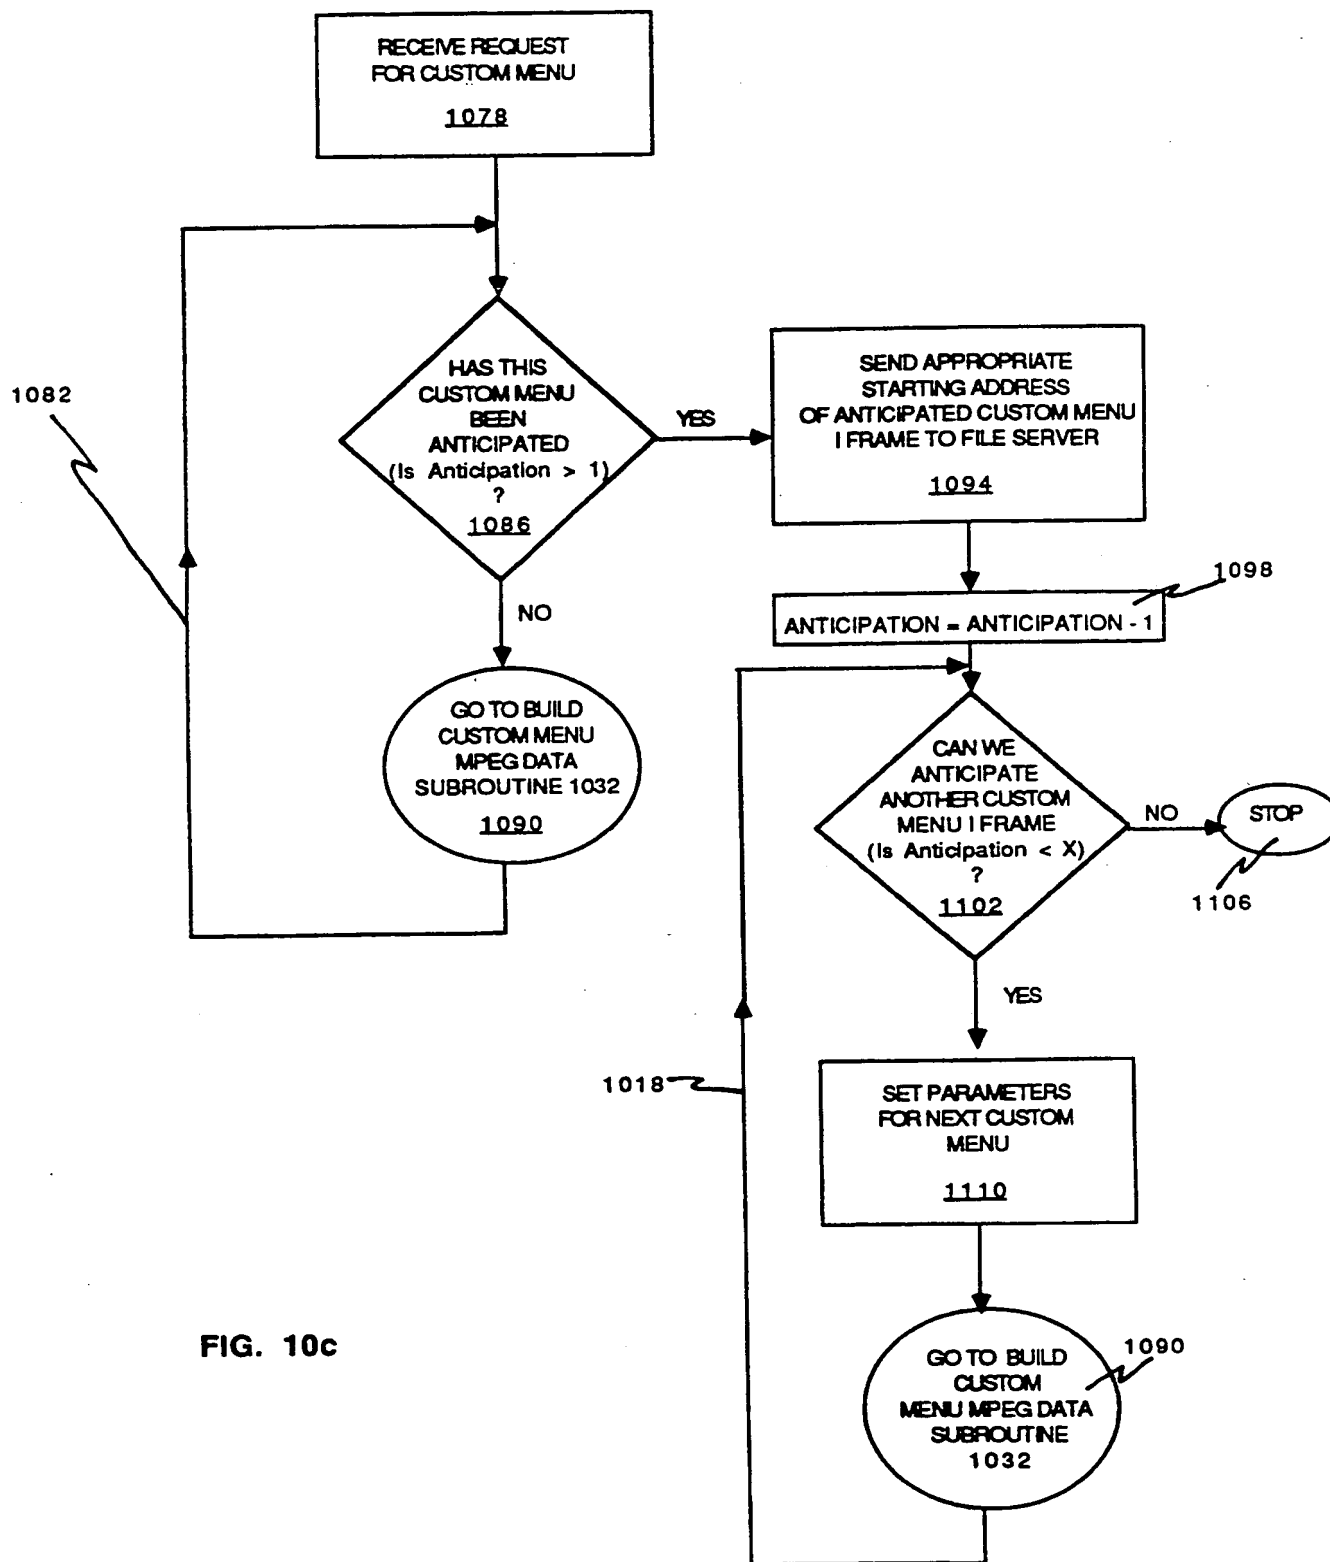 RECEIVE REQUEST
FOR CUSTOM MENU
1078
1082
HAS THIS
CUSTOM MENU
BEEN
ANTICIPATED
(Is Anticipation > 1)
?
1086
YES
NO
SEND APPROPRIATE
STARTING ADDRESS
OF ANTICIPATED CUSTOM MENU
I FRAME TO FILE SERVER
1094
1098
ANTICIPATION = ANTICIPATION - 1
GO TO BUILD
CUSTOM MENU
MPEG DATA
SUBROUTINE 1032
1090
CAN WE
ANTICIPATE
ANOTHER CUSTOM
MENU I FRAME
(Is Anticipation < X)
?
1102
NO
STOP
1106
YES
1018
SET PARAMETERS
FOR NEXT CUSTOM
MENU
1110
1090
GO TO BUILD
CUSTOM
MENU MPEG DATA
SUBROUTINE
1032
FIG. 10c